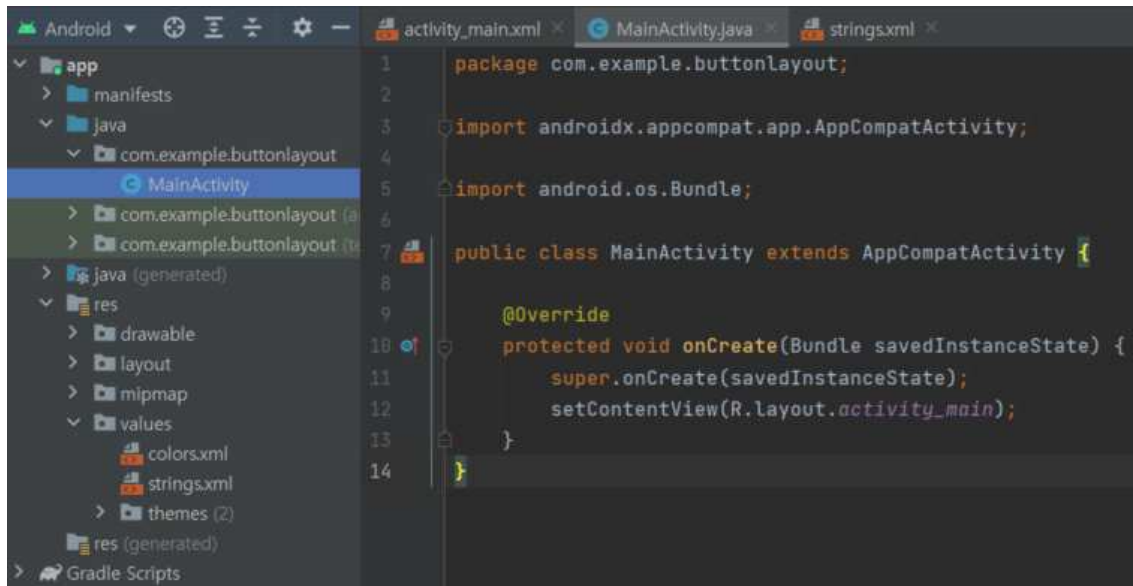 Android
activity_main.xml
MainActivity.java
strings.xml
app
manifests
java
com.example.buttonlayout
MainActivity
com.example.buttonlayout (a
com.example.buttonlayout (te
java (generated)
res
drawable
layout
mipmap
values
colors.xml
strings.xml
themes (2)
res (generated)
Gradle Scripts
1 package com.example.buttonlayout;
2
3 import androidx.appcompat.app.AppCompatActivity;
4
5 import android.os.Bundle;
6
7 public class MainActivity extends AppCompatActivity {
8
9 @Override
10 protected void onCreate(Bundle savedInstanceState) {
11 super.onCreate(savedInstanceState);
12 setContentView(R.layout.activity_main);
13 }
14 }